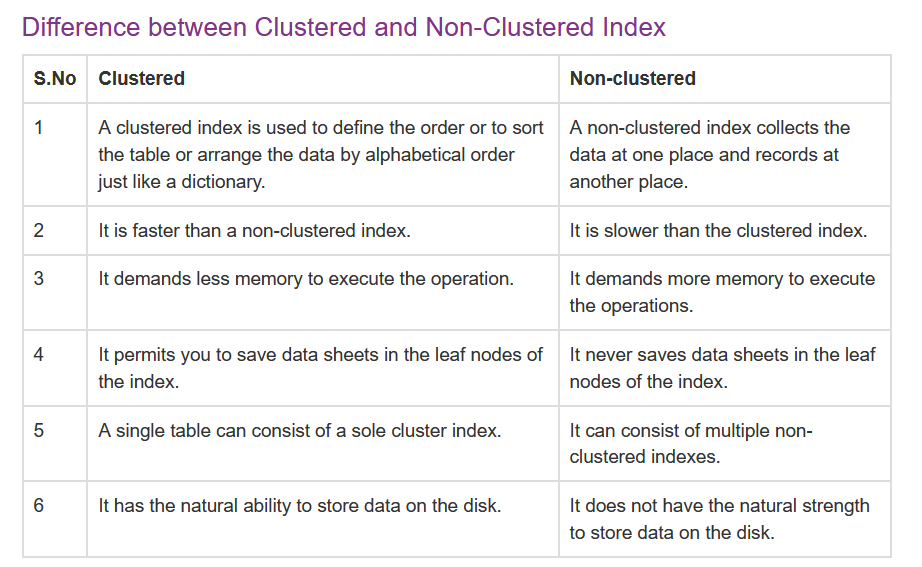 Difference between Clustered and Non-Clustered Index
S.No Clustered Non-clustered
1 A clustered index is used to define the order or to sort A non-clustered index collects the
the table or arrange the data by alphabetical order data at one place and records at
just like a dictionary. another place.
2 It is faster than a non-clustered index. It is slower than the clustered index.
3 It demands less memory to execute the operation. It demands more memory to execute
the operations.
4 It permits you to save data sheets in the leaf nodes of It never saves data sheets in the leaf
the index. nodes of the index.
5 A single table can consist of a sole cluster index. It can consist of multiple non-
clustered indexes.
6 It has the natural ability to store data on the disk. It does not have the natural strength
to store data on the disk.